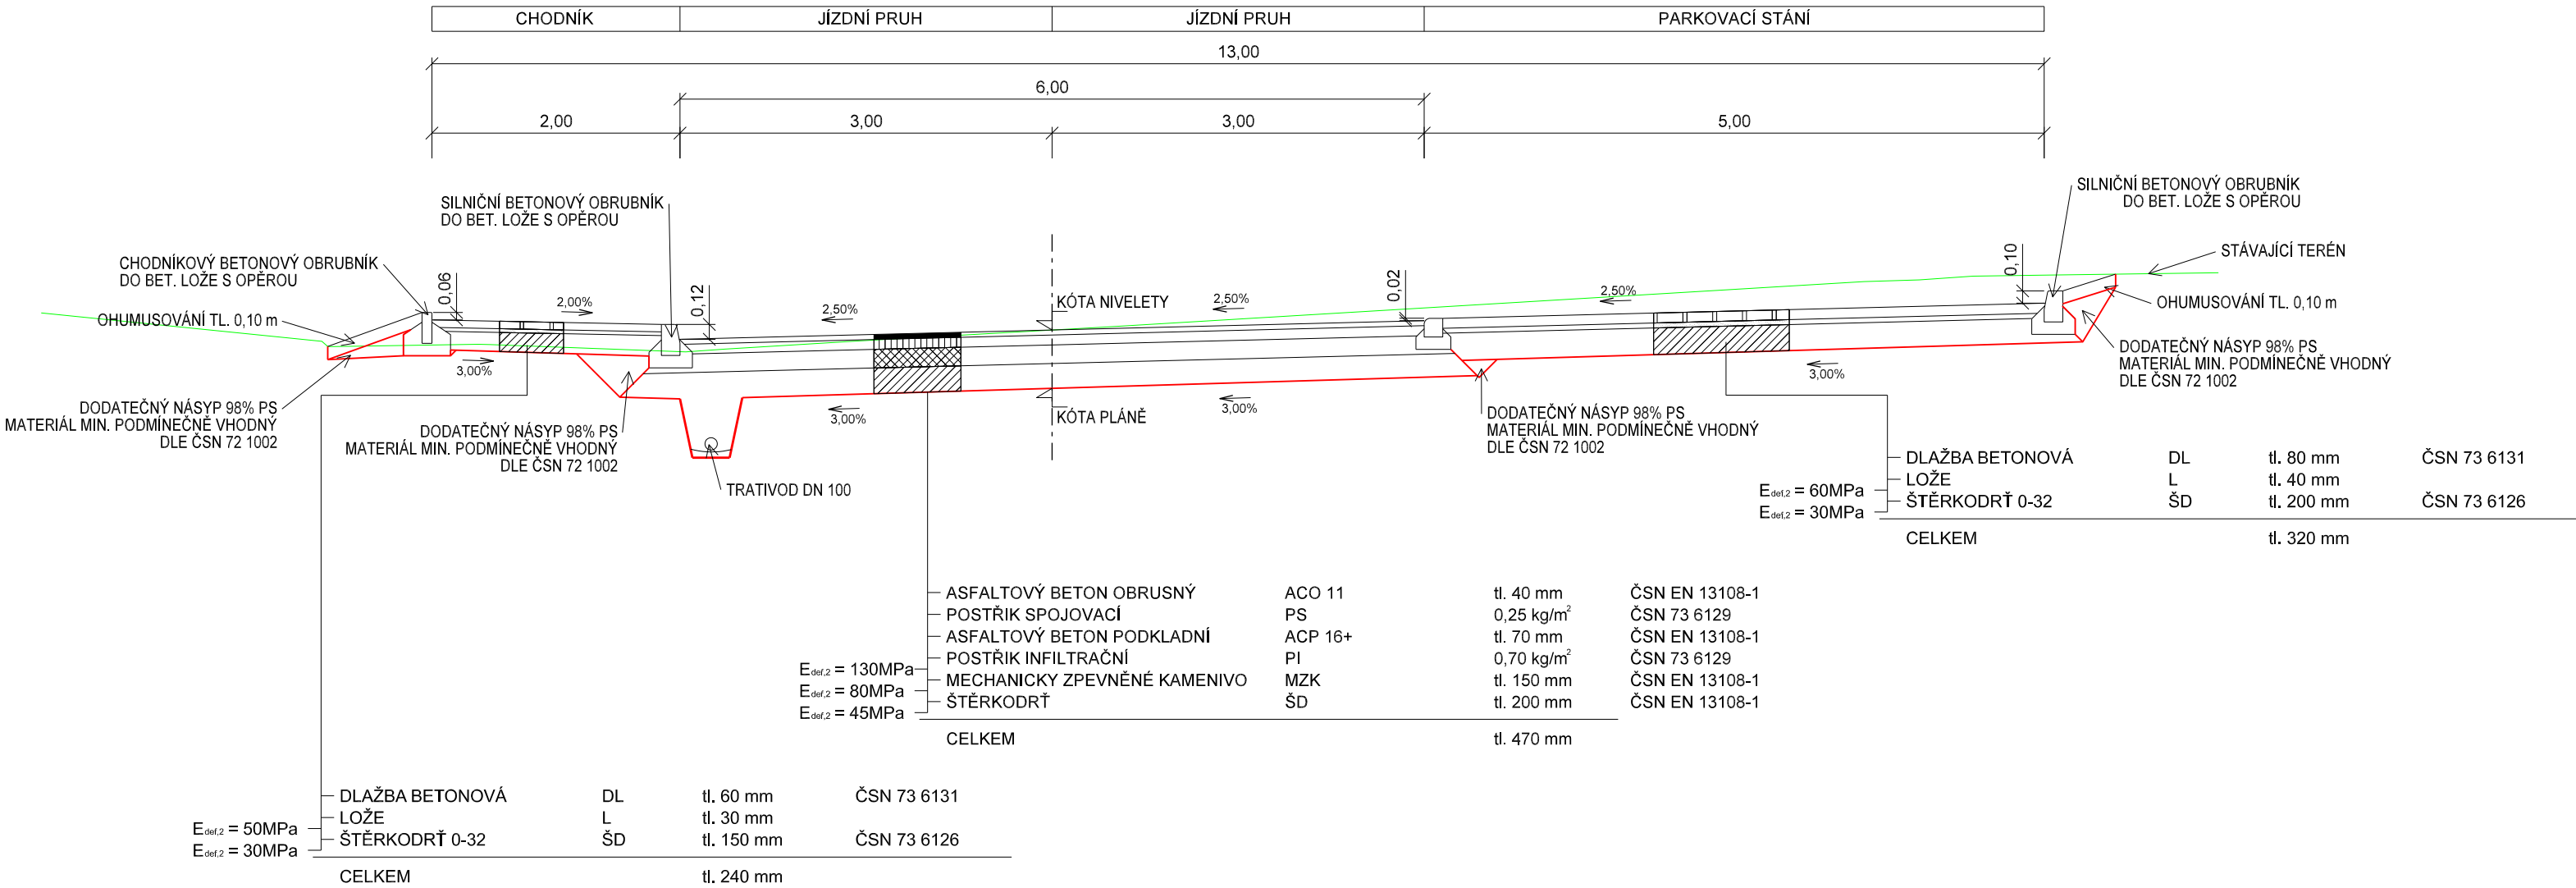 CHODNÍK JÍZDNÍ PRUH JÍZDNÍ PRUH PARKOVACÍ STÁNÍ
13,00
6,00
2,00 3,00 3,00 5,00
SILNIČNÍ BETONOVÝ OBRUBNÍK
DO BET. LOŽE S OPĚROU
SILNIČNÍ BETONOVÝ OBRUBNÍK
DO BET. LOŽE S OPĚROU
CHODNÍKOVÝ BETONOVÝ OBRUBNÍK
DO BET. LOŽE S OPĚROU
STÁVAJÍCÍ TERÉN
0,06
0,12
0,02
0,10
2,00%
2,50%
2,50%
2,50%
KÓTA NIVELETY
OHUMUSOVÁNÍ TL. 0,10 m
OHUMUSOVÁNÍ TL. 0,10 m
3,00%
3,00%
3,00%
3,00%
KÓTA PLÁNĚ
DODATEČNÝ NÁSYP 98% PS
MATERIÁL MIN. PODMÍNEČNĚ VHODNÝ
DLE ČSN 72 1002
DODATEČNÝ NÁSYP 98% PS
MATERIÁL MIN. PODMÍNEČNĚ VHODNÝ
DLE ČSN 72 1002
DODATEČNÝ NÁSYP 98% PS
MATERIÁL MIN. PODMÍNEČNĚ VHODNÝ
DLE ČSN 72 1002
DODATEČNÝ NÁSYP 98% PS
MATERIÁL MIN. PODMÍNEČNĚ VHODNÝ
DLE ČSN 72 1002
TRATIVOD DN 100
DLAŽBA BETONOVÁ DL tl. 80 mm ČSN 73 6131
LOŽE L tl. 40 mm
Edef,2 = 60MPa
ŠTĚRKODRŤ 0-32 ŠD tl. 200 mm ČSN 73 6126
Edef,2 = 30MPa
CELKEM tl. 320 mm
ASFALTOVÝ BETON OBRUSNÝ ACO 11 tl. 40 mm ČSN EN 13108-1
POSTŘIK SPOJOVACÍ PS 0,25 kg/m² ČSN 73 6129
ASFALTOVÝ BETON PODKLADNÍ ACP 16+ tl. 70 mm ČSN EN 13108-1
POSTŘIK INFILTRAČNÍ PI 0,70 kg/m² ČSN 73 6129
Edef,2 = 130MPa
MECHANICKY ZPEVNĚNÉ KAMENIVO MZK tl. 150 mm ČSN EN 13108-1
Edef,2 = 80MPa
ŠTĚRKODRŤ ŠD tl. 200 mm ČSN EN 13108-1
Edef,2 = 45MPa
CELKEM tl. 470 mm
DLAŽBA BETONOVÁ DL tl. 60 mm ČSN 73 6131
LOŽE L tl. 30 mm
Edef,2 = 50MPa
ŠTĚRKODRŤ 0-32 ŠD tl. 150 mm ČSN 73 6126
Edef,2 = 30MPa
CELKEM tl. 240 mm